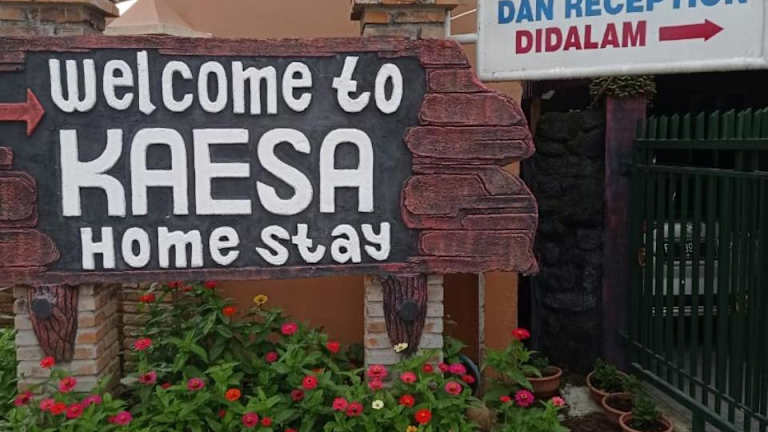 welcome to
KAESA
Home stay
DAN RECEPTION
DIDALAM